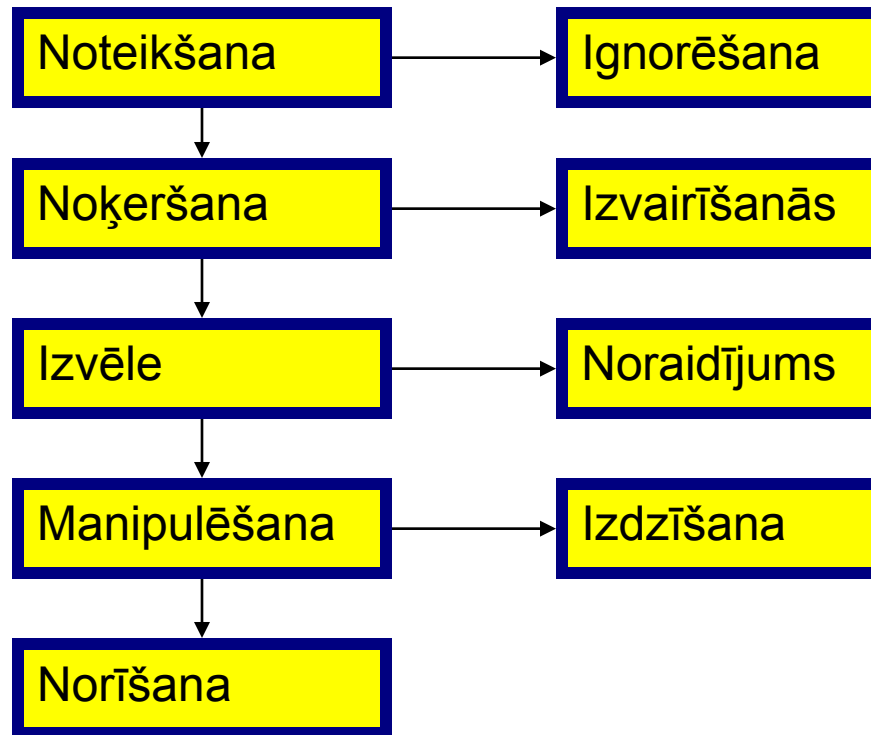 Noteikšana
Ignorēšana
Noķeršana
Izvairīšanās
Izvēle
Noraidījums
Manipulēšana
Izdzīšana
Norīšana